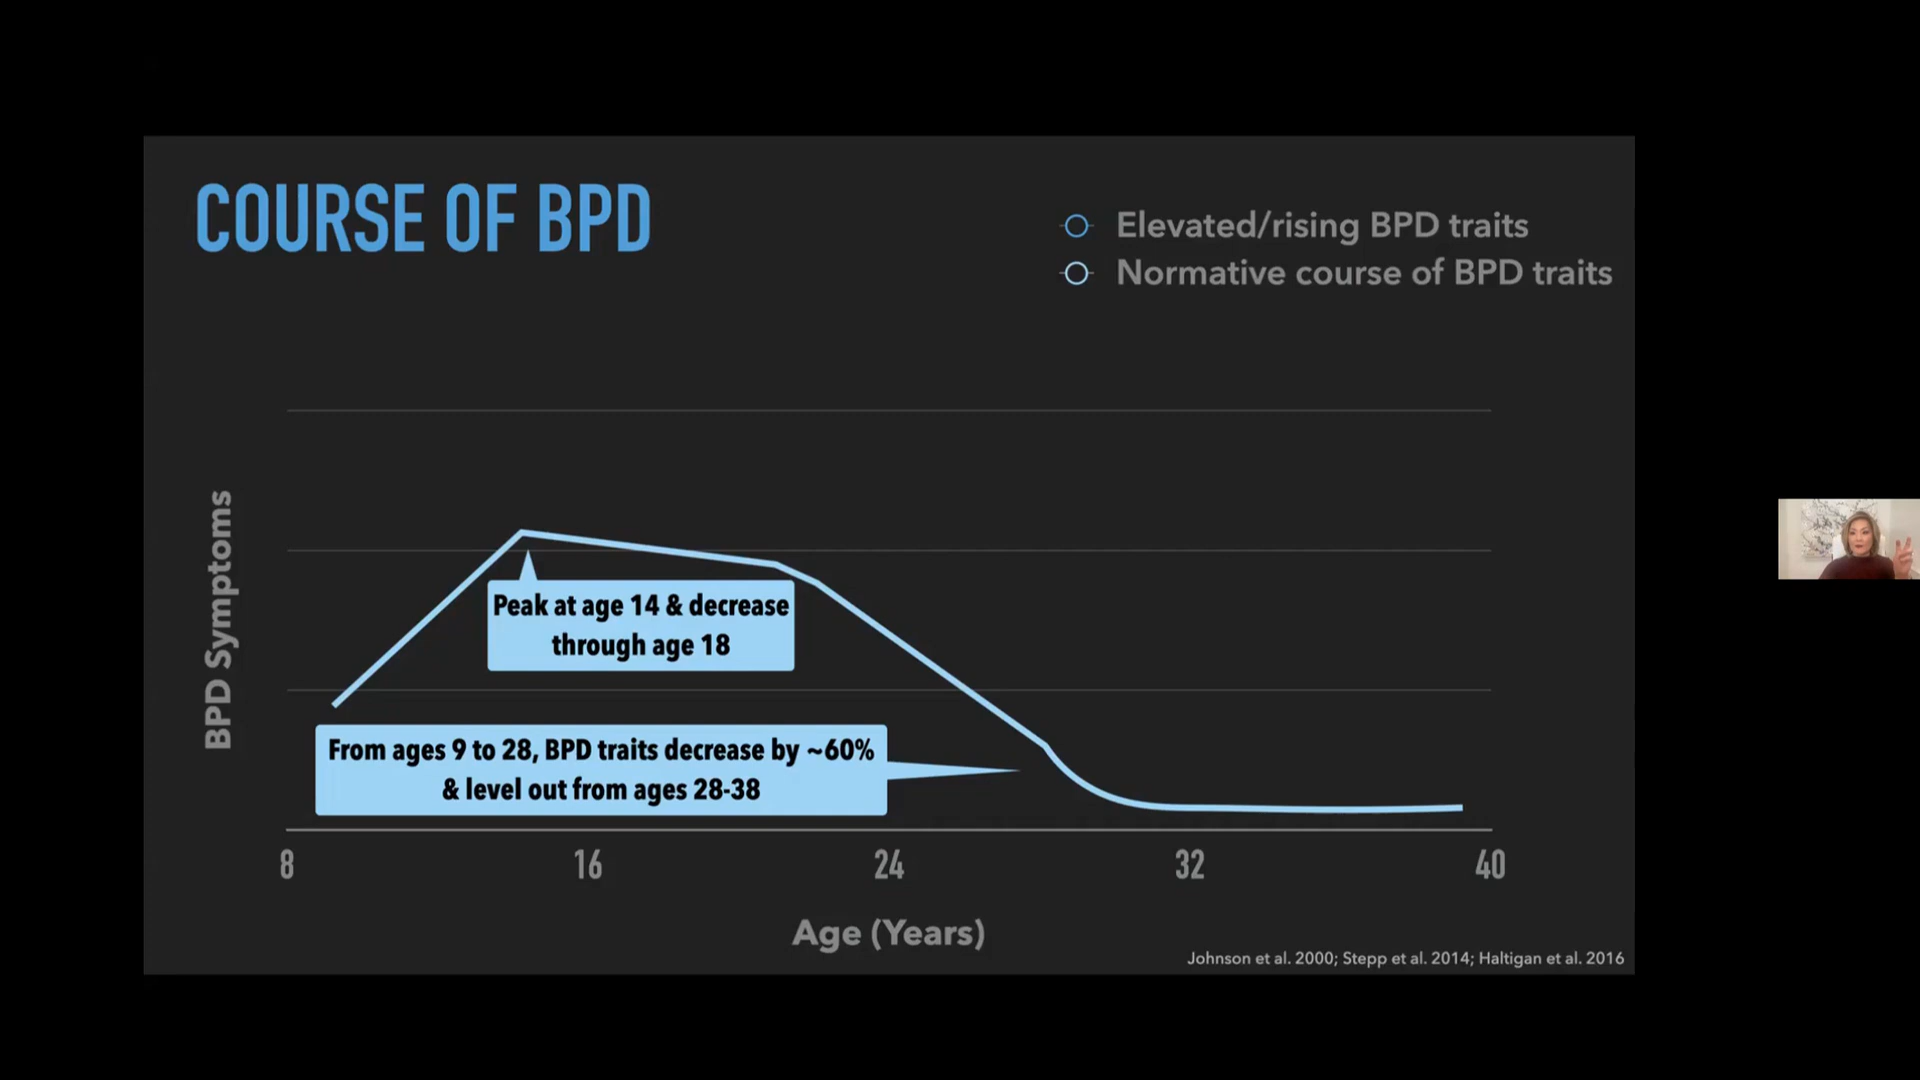 COURSE OF BPD
Elevated/rising BPD traits
Normative course of BPD traits
BPD Symptoms
Peak at age 14 & decrease
through age 18
From ages 9 to 28, BPD traits decrease by ~60%
& level out from ages 28-38
8 16 24 32 40
Age (Years)
Johnson et al. 2000; Stepp et al. 2014; Haltigan et al. 2016